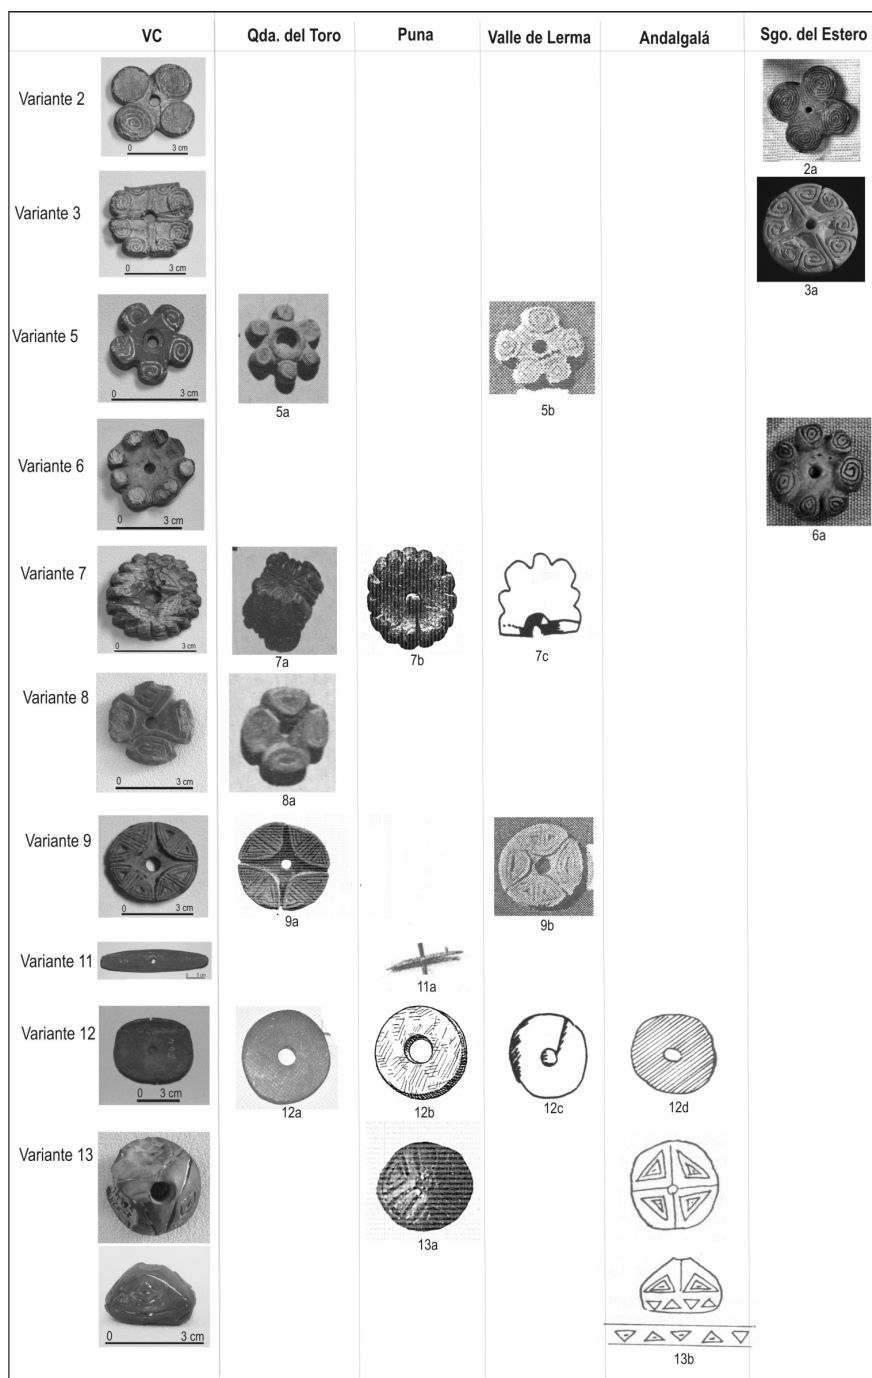 VC Qda. del Toro Puna Valle de Lerma Andalgalá Sgo. del Estero
Variante 2
0 3 cm
2a
Variante 3
0 3 cm
3a
Variante 5
0 3 cm
5a 5b
Variante 6
0 3 cm
6a
Variante 7
0 3 cm
7a 7b 7c
Variante 8
0 3 cm
8a
Variante 9
0 3 cm
9a 9b
Variante 11
0 3 cm
11a
Variante 12
0 3 cm
12a 12b 12c 12d
Variante 13
13a
0 3 cm
13b